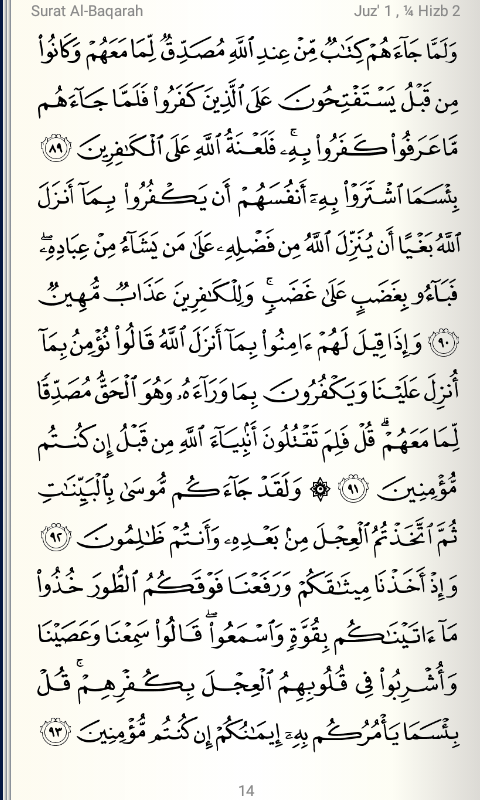 Surat Al-Baqarah Juz' 1 , ¼ Hizb 2
وَلَمَّا جَآءَهُمْ كِتَٰبٌ مِّنْ عِندِ ٱللَّهِ مُصَدِّقٌ لِّمَا مَعَهُمْ وَكَانُوا۟
مِن قَبْلُ يَسْتَفْتِحُونَ عَلَى ٱلَّذِينَ كَفَرُوا۟ فَلَمَّا جَآءَهُم
مَّا عَرَفُوا۟ كَفَرُوا۟ بِهِۦ ۚ فَلَعْنَةُ ٱللَّهِ عَلَى ٱلْكَٰفِرِينَ ٨٩
بِئْسَمَا ٱشْتَرَوْا۟ بِهِۦٓ أَنفُسَهُمْ أَن يَكْفُرُوا۟ بِمَآ أَنزَلَ
ٱللَّهُ بَغْيًا أَن يُنَزِّلَ ٱللَّهُ مِن فَضْلِهِۦ عَلَىٰ مَن يَشَآءُ مِنْ عِبَادِهِۦ ۖ
فَبَآءُو بِغَضَبٍ عَلَىٰ غَضَبٍ ۚ وَلِلْكَٰفِرِينَ عَذَابٌ مُّهِينٌ
٩٠ وَإِذَا قِيلَ لَهُمْ ءَامِنُوا۟ بِمَآ أَنزَلَ ٱللَّهُ قَالُوا۟ نُؤْمِنُ بِمَآ
أُنزِلَ عَلَيْنَا وَيَكْفُرُونَ بِمَا وَرَآءَهُۥ وَهُوَ ٱلْحَقُّ مُصَدِّقًا
لِّمَا مَعَهُمْ ۗ قُلْ فَلِمَ تَقْتُلُونَ أَنۢبِيَآءَ ٱللَّهِ مِن قَبْلُ إِن كُنتُم
مُّؤْمِنِينَ ٩١ ۞ وَلَقَدْ جَآءَكُم مُّوسَىٰ بِٱلْبَيِّنَٰتِ
ثُمَّ ٱتَّخَذْتُمُ ٱلْعِجْلَ مِنۢ بَعْدِهِۦ وَأَنتُمْ ظَٰلِمُونَ ٩٢
وَإِذْ أَخَذْنَا مِيثَٰقَكُمْ وَرَفَعْنَا فَوْقَكُمُ ٱلطُّورَ خُذُوا۟
مَآ ءَاتَيْنَٰكُم بِقُوَّةٍ وَٱسْمَعُوا۟ ۖ قَالُوا۟ سَمِعْنَا وَعَصَيْنَا
وَأُشْرِبُوا۟ فِى قُلُوبِهِمُ ٱلْعِجْلَ بِكُفْرِهِمْ ۚ قُلْ
بِئْسَمَا يَأْمُرُكُم بِهِۦٓ إِيمَٰنُكُمْ إِن كُنتُم مُّؤْمِنِينَ ٩٣
14